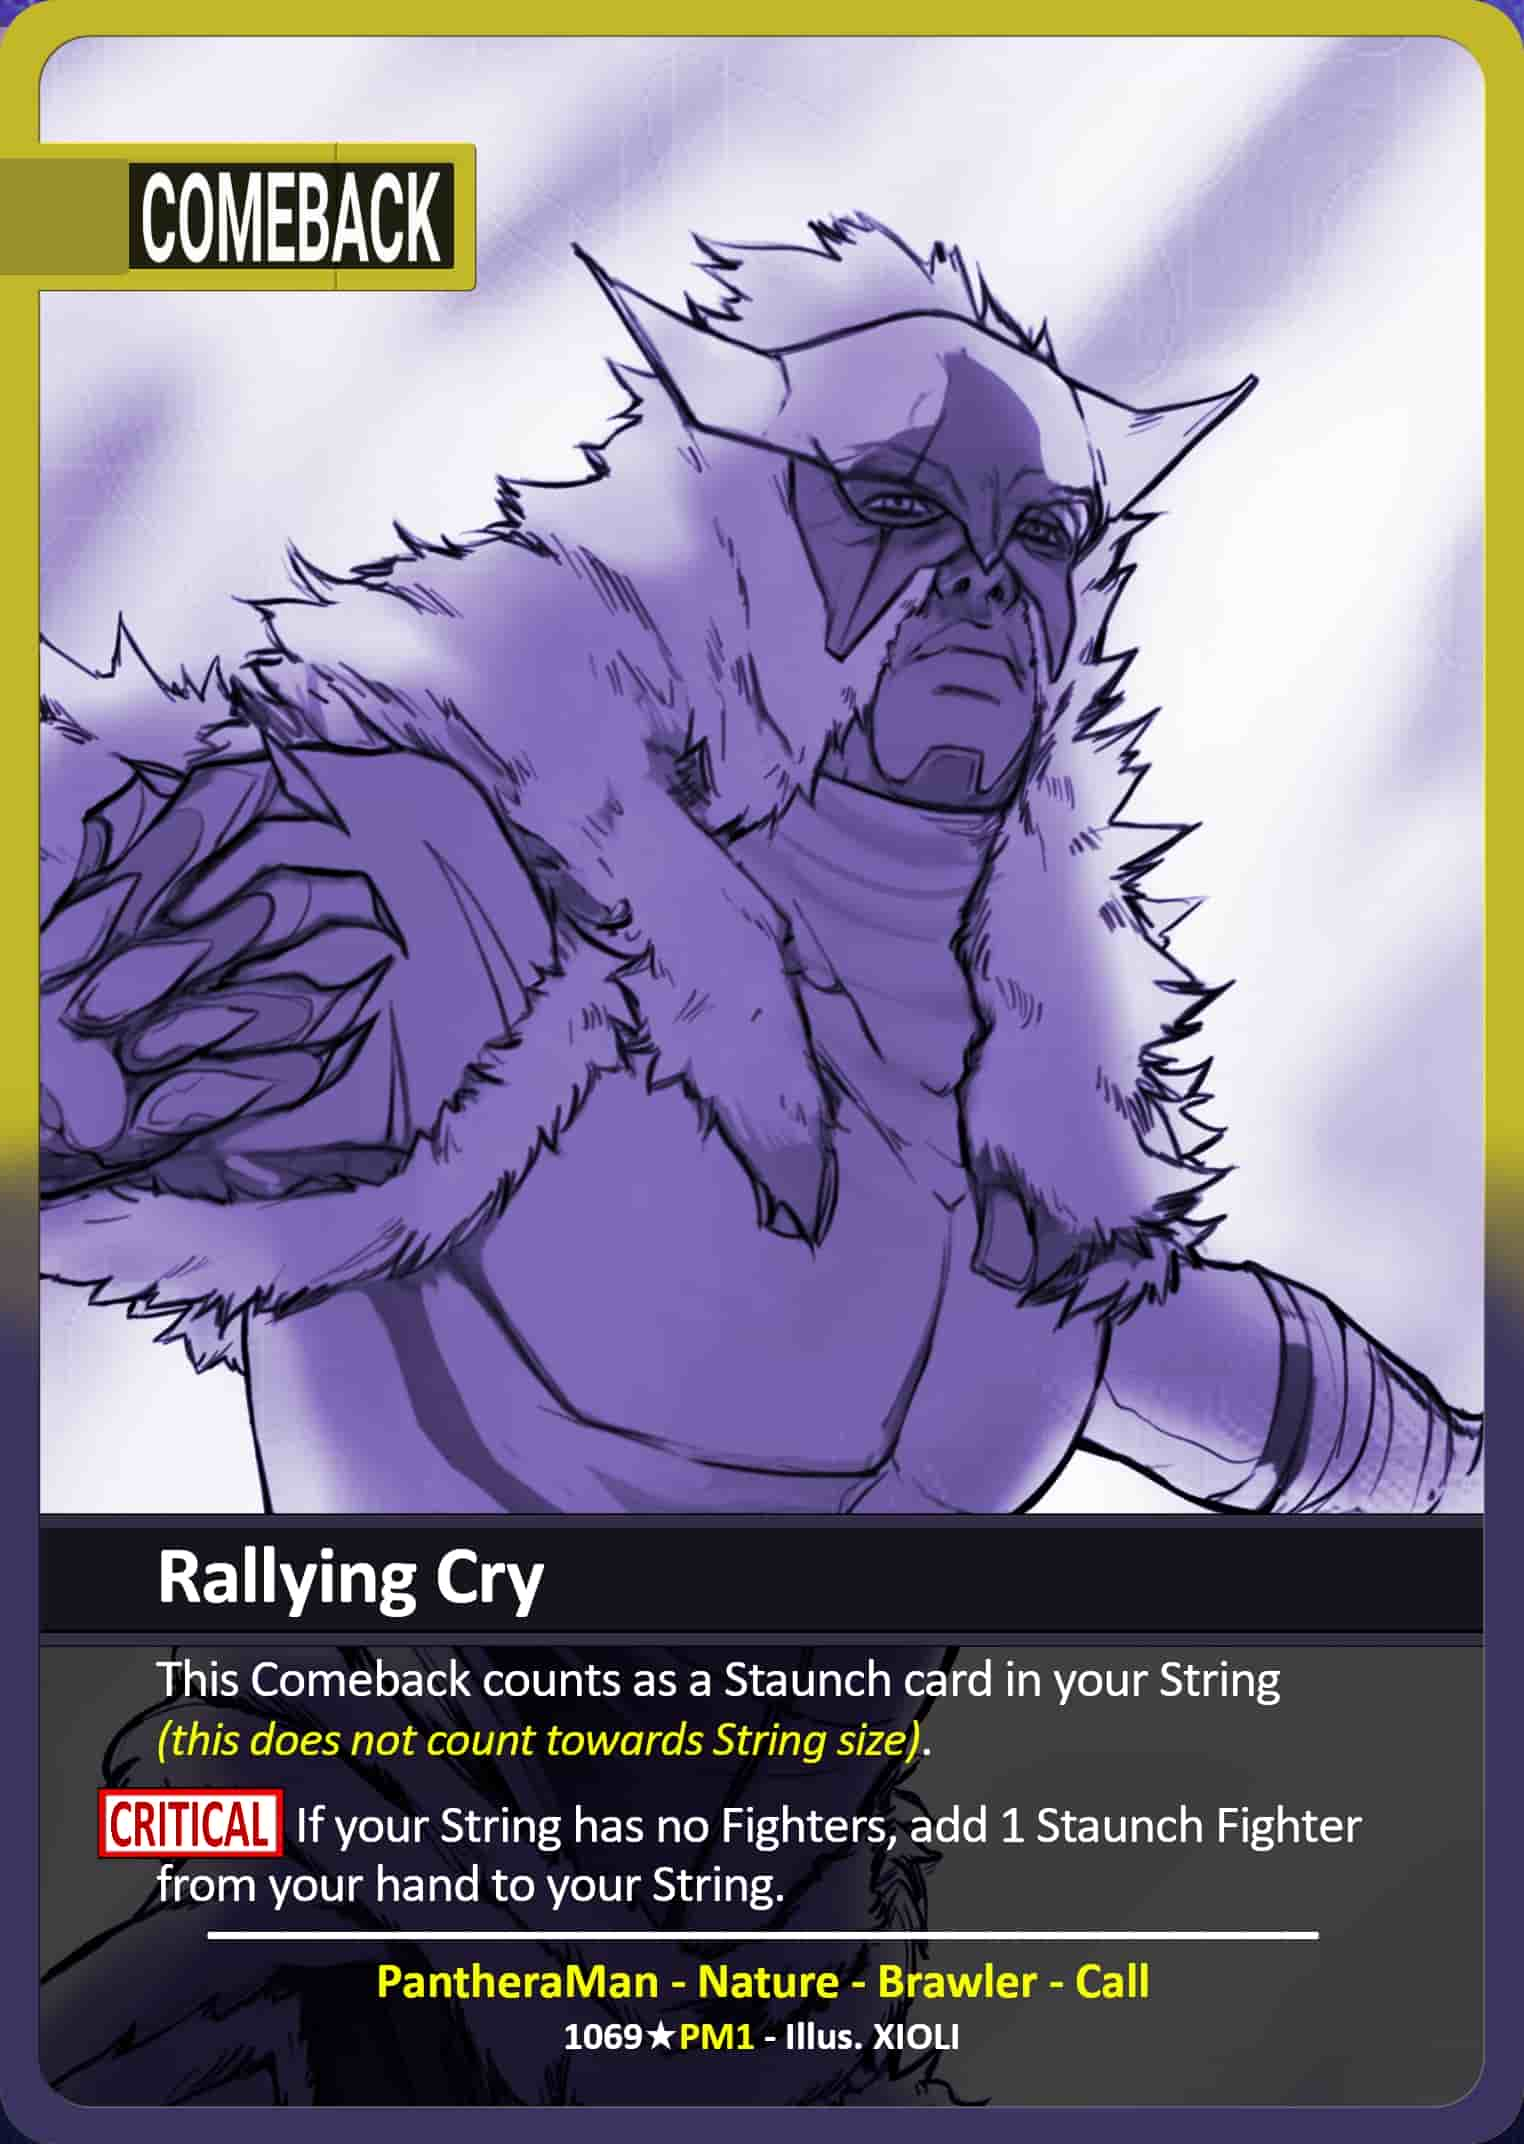 COMEBACK
Rallying Cry
This Comeback counts as a Staunch card in your String
(this does not count towards String size).
CRITICAL If your String has no Fighters, add 1 Staunch Fighter
from your hand to your String.
PantheraMan - Nature - Brawler - Call
1069★PM1 - Illus. XIOLI